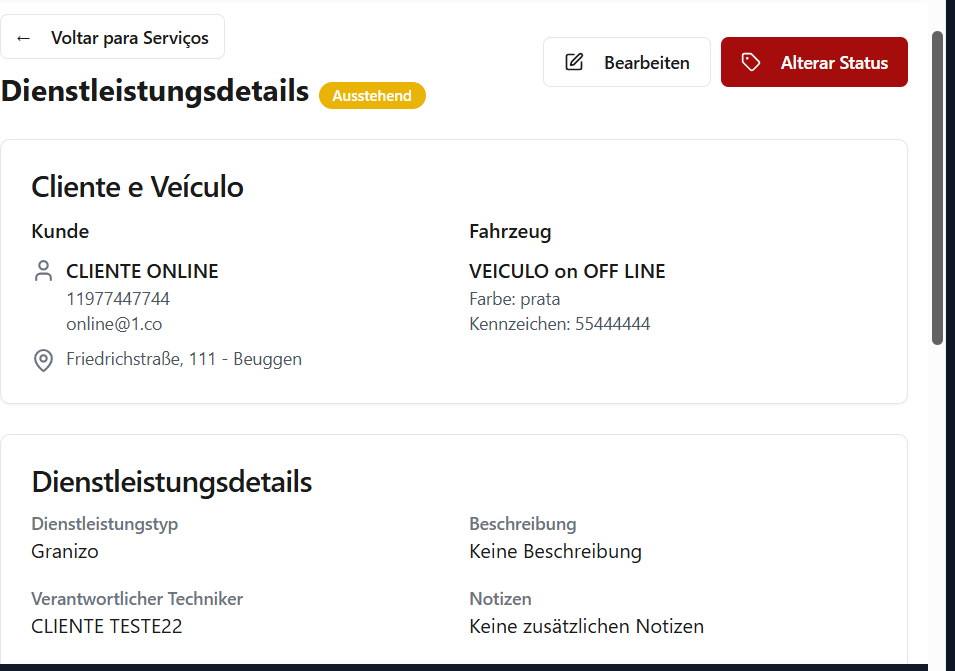 ← Voltar para Serviços
Bearbeiten
Alterar Status
Dienstleistungsdetails
Ausstehend
Cliente e Veículo
Kunde
CLIENTE ONLINE
11977447744
online@1.co
Friedrichstraße, 111 - Beuggen
Fahrzeug
VEICULO on OFF LINE
Farbe: prata
Kennzeichen: 55444444
Dienstleistungsdetails
Dienstleistungstyp
Granizo
Beschreibung
Keine Beschreibung
Verantwortlicher Techniker
CLIENTE TESTE22
Notizen
Keine zusätzlichen Notizen